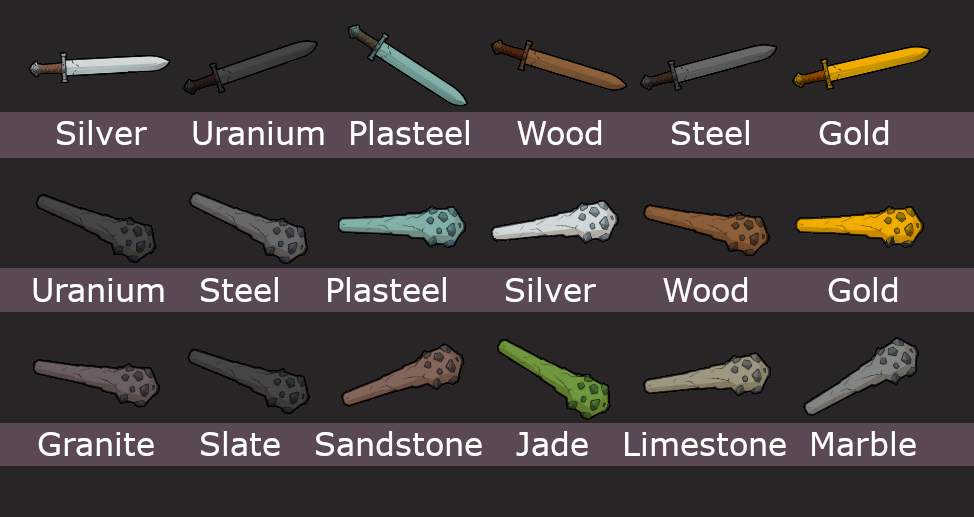 Silver Uranium Plasteel Wood Steel Gold
Uranium Steel Plasteel Silver Wood Gold
Granite Slate Sandstone Jade Limestone Marble